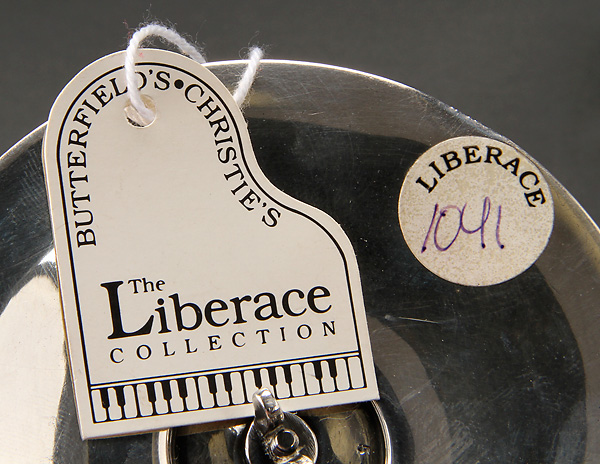 BUTTERFIELD'S•CHRISTIE'S
The
Liberace
COLLECTION
LIBERACE
1041